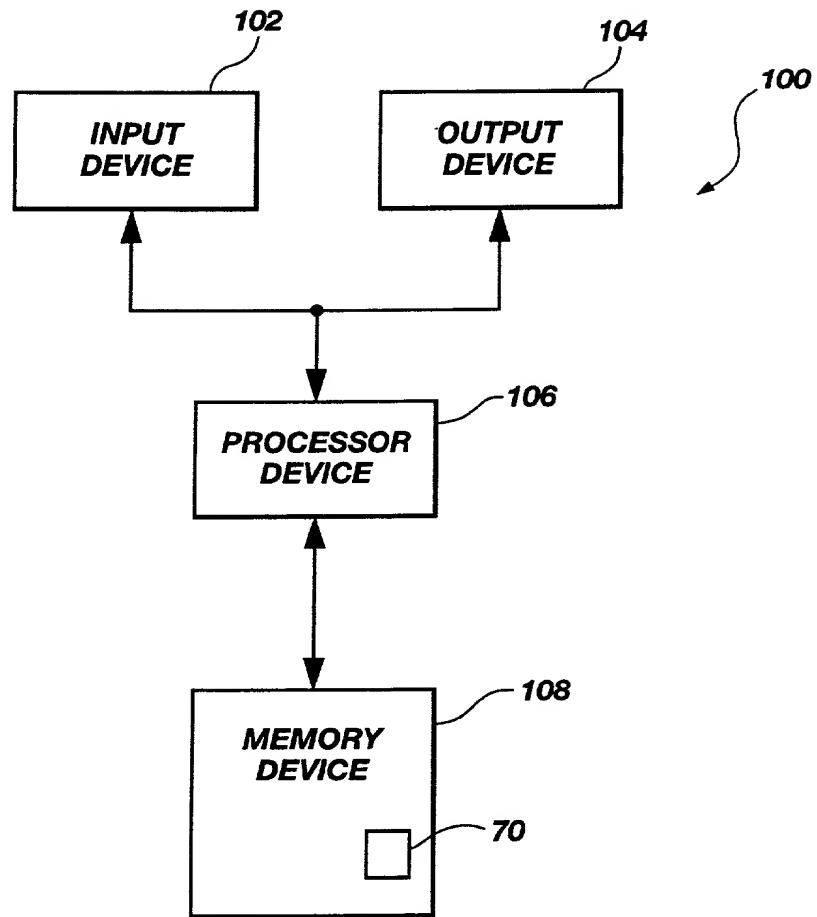 102
104
100
INPUT
DEVICE
OUTPUT
DEVICE
106
PROCESSOR
DEVICE
108
MEMORY
DEVICE
70